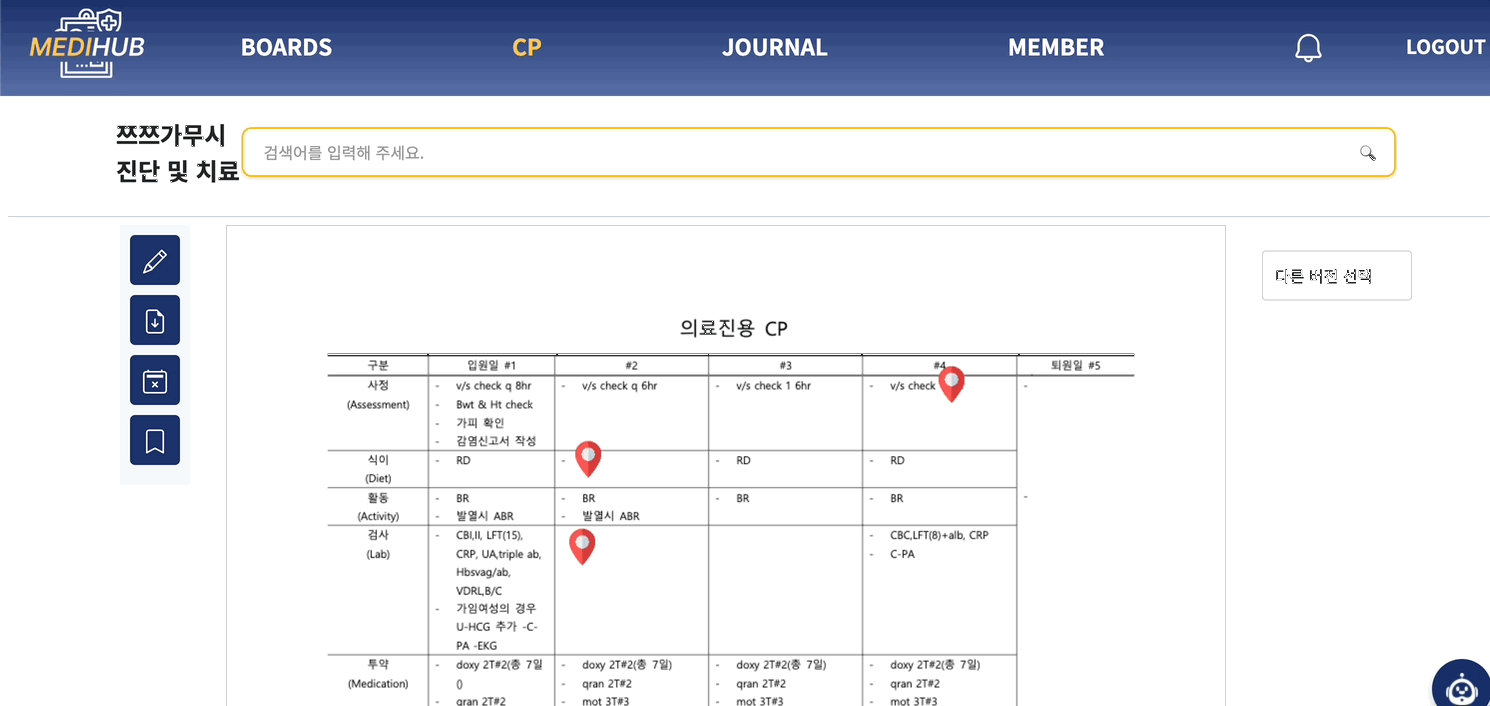 MEDIHUB
BOARDS CP JOURNAL MEMBER LOGOUT
쯔쯔가무시
진단 및 치료
검색어를 입력해 주세요.
다른 버전 선택
의료진용 CP
구분 입원일 #1 #2 #3 #4 퇴원일 #5
사정 - v/s check q 8hr - v/s check q 6hr - v/s check 1 6hr - v/s check -
(Assessment) - Bwt & Ht check
- 가피 확인
- 감염신고서 작성
식이 - RD - - RD - RD
(Diet)
활동 - BR - BR - BR - BR -
(Activity) - 발열시 ABR - 발열시 ABR
검사 - CBI,II, LFT(15), - CBC,LFT(8)+alb, CRP
(Lab) CRP, UA,triple ab, - C-PA
Hbsvag/ab,
VDRL,B/C
- 가임여성의 경우
U-HCG 추가 -C-
PA -EKG
투약 - doxy 2T#2(총 7일 - doxy 2T#2(총 7일) - doxy 2T#2(총 7일) - doxy 2T#2(총 7일)
(Medication) () - qran 2T#2 - qran 2T#2 - qran 2T#2
- qran 2T#2 - mot 3T#3 - mot 3T#3 - mot 3T#3